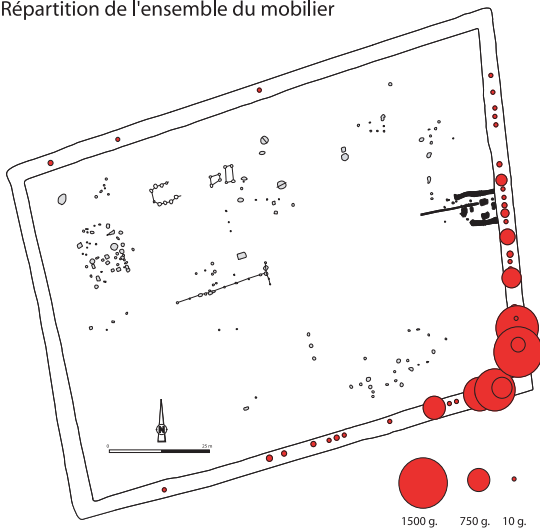 Répartition de l'ensemble du mobilier
N
0 25 m
1500 g. 750 g. 10 g.